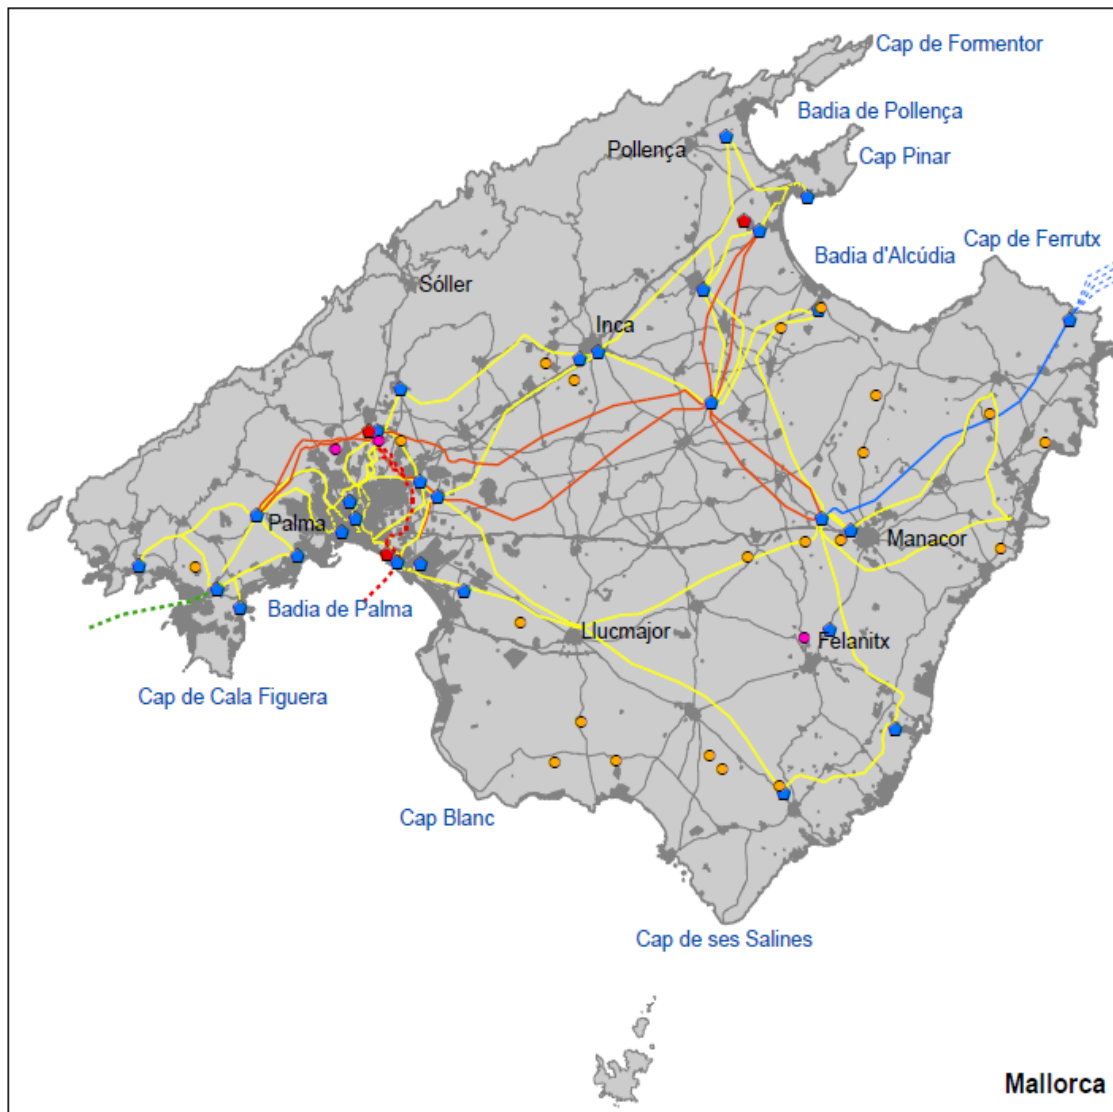 Cap de Formentor
Badia de Pollença
Pollença
Cap Pinar
Cap de Ferrutx
Badia d'Alcúdia
Sóller
Inca
Palma
Manacor
Badia de Palma
Llucmajor
Felanitx
Cap de Cala Figuera
Cap Blanc
Cap de ses Salines
Mallorca